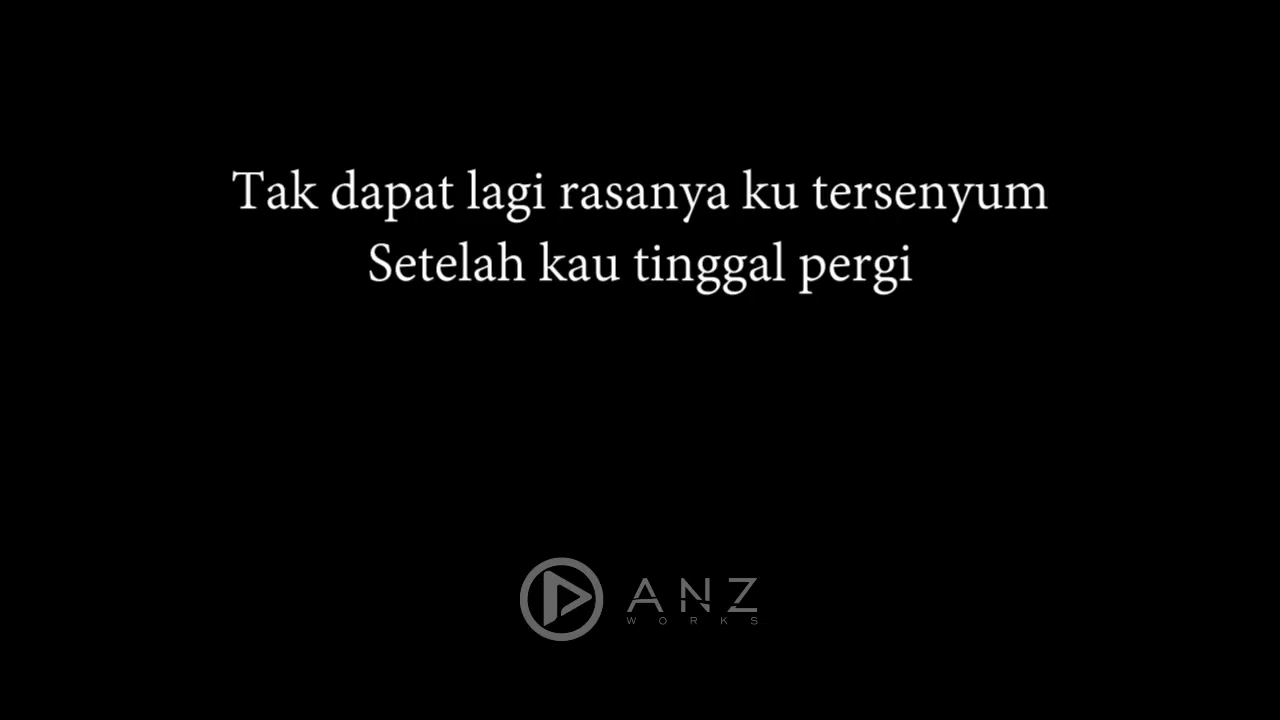 Tak dapat lagi rasanya ku tersenyum
Setelah kau tinggal pergi
ANZ
WORKS